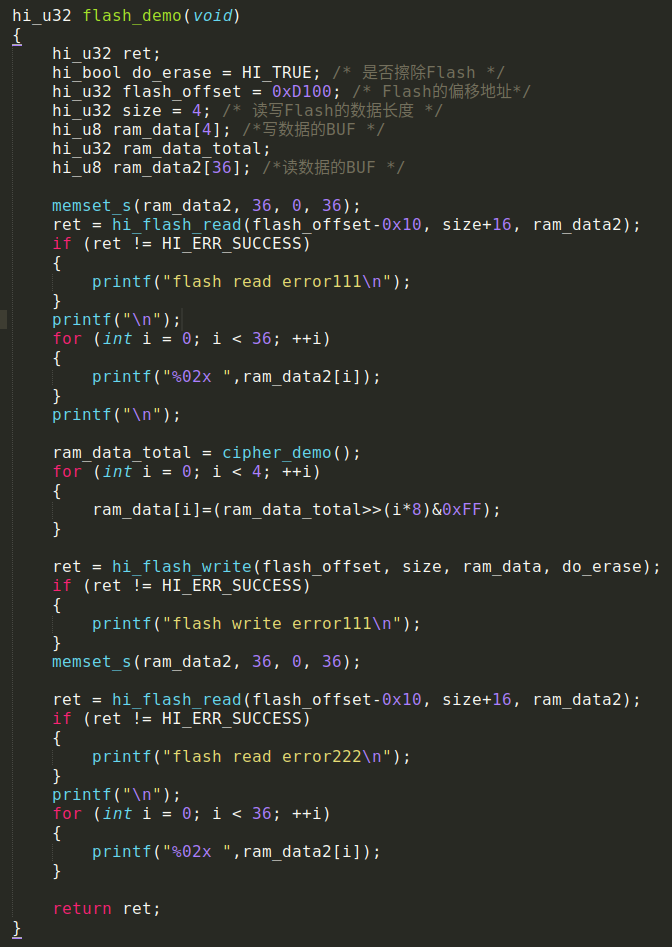 hi_u32 flash_demo(void)
{
    hi_u32 ret;
    hi_bool do_erase = HI_TRUE; /* 是否擦除Flash */
    hi_u32 flash_offset = 0xD100; /* Flash的偏移地址*/
    hi_u32 size = 4; /* 读写Flash的数据长度 */
    hi_u8 ram_data[4]; /*写数据的BUF */
    hi_u32 ram_data_total;
    hi_u8 ram_data2[36]; /*读数据的BUF */

    memset_s(ram_data2, 36, 0, 36);
    ret = hi_flash_read(flash_offset-0x10, size+16, ram_data2);
    if (ret != HI_ERR_SUCCESS)
    {
        printf("flash read error111\n");
    }
    printf("\n");
    for (int i = 0; i < 36; ++i)
    {
        printf("%02x ",ram_data2[i]);
    }
    printf("\n");

    ram_data_total = cipher_demo();
    for (int i = 0; i < 4; ++i)
    {
        ram_data[i]=(ram_data_total>>(i*8)&0xFF);
    }

    ret = hi_flash_write(flash_offset, size, ram_data, do_erase);
    if (ret != HI_ERR_SUCCESS)
    {
        printf("flash write error111\n");
    }
    memset_s(ram_data2, 36, 0, 36);

    ret = hi_flash_read(flash_offset-0x10, size+16, ram_data2);
    if (ret != HI_ERR_SUCCESS)
    {
        printf("flash read error222\n");
    }
    printf("\n");
    for (int i = 0; i < 36; ++i)
    {
        printf("%02x ",ram_data2[i]);
    }

    return ret;
}